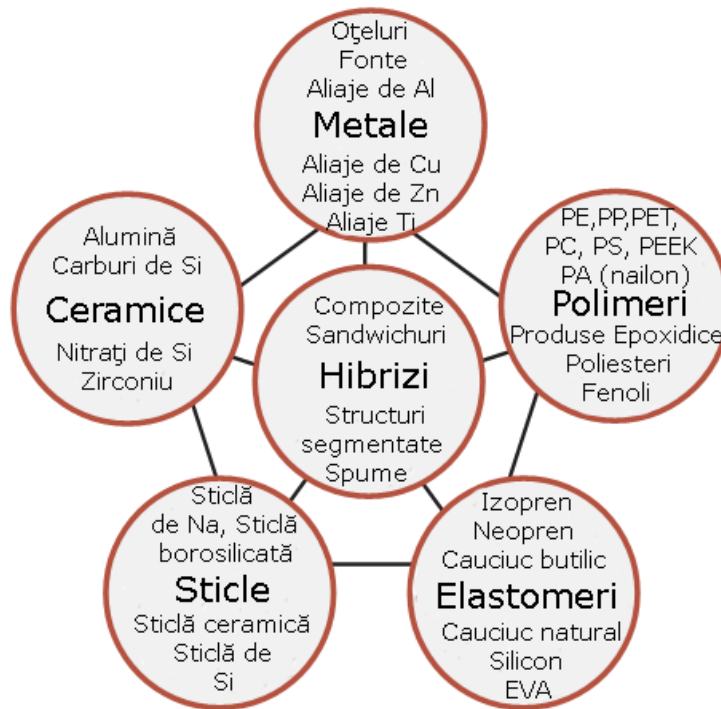 Oţeluri
Fonte
Aliaje de Al
Metale
Aliaje de Cu
Aliaje de Zn
Aliaje Ti
Alumină
Carburi de Si
Ceramice
Nitraţi de Si
Zirconiu
PE,PP,PET,
PC, PS, PEEK
PA (nailon)
Polimeri
Produse Epoxidice
Poliesteri
Fenoli
Compozite
Sandwichuri
Hibrizi
Structuri
segmentate
Spume
Sticlă
de Na, Sticlă
borosilicată
Sticle
Sticlă ceramică
Sticlă de
Si
Izopren
Neopren
Cauciuc butilic
Elastomeri
Cauciuc natural
Silicon
EVA